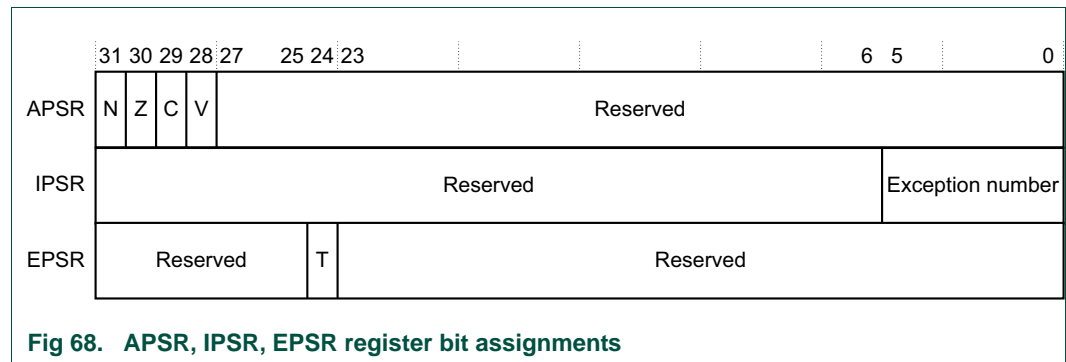 31 30 29 28 27 25 24 23 6 5 0
APSR N Z C V Reserved
IPSR Reserved Exception number
EPSR Reserved T Reserved
Fig 68. APSR, IPSR, EPSR register bit assignments